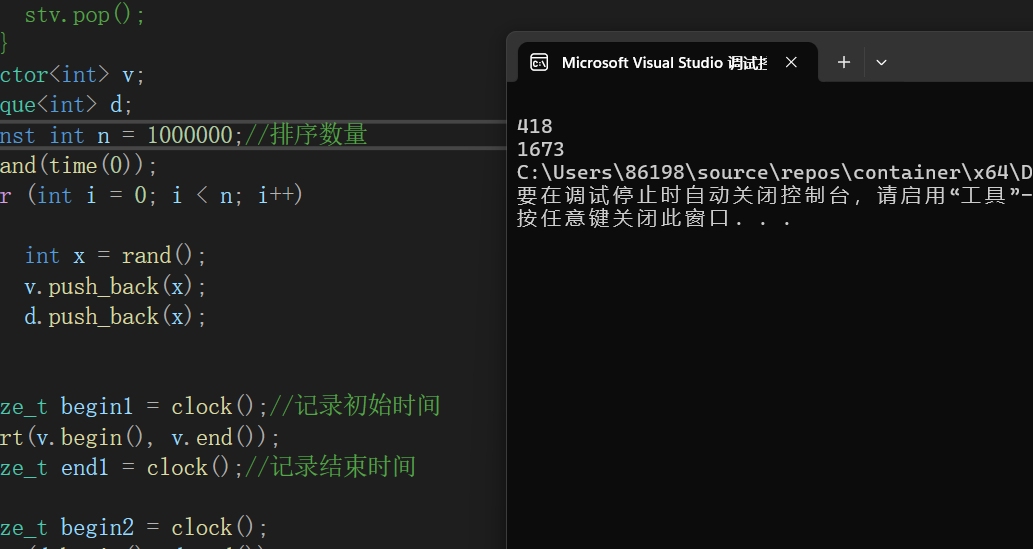 stv.pop();
}
ctor<int> v;
que<int> d;
nst int n = 1000000;//排序数量
and(time(0));
r (int i = 0; i < n; i++)
int x = rand();
v.push_back(x);
d.push_back(x);
ze_t begin1 = clock();//记录初始时间
rt(v.begin(), v.end());
ze_t end1 = clock();//记录结束时间
ze_t begin2 = clock();
Microsoft Visual Studio 调试
418
1673
C:\Users\86198\source\repos\container\x64\D
要在调试停止时自动关闭控制台，请启用“工具”-
按任意键关闭此窗口. . .